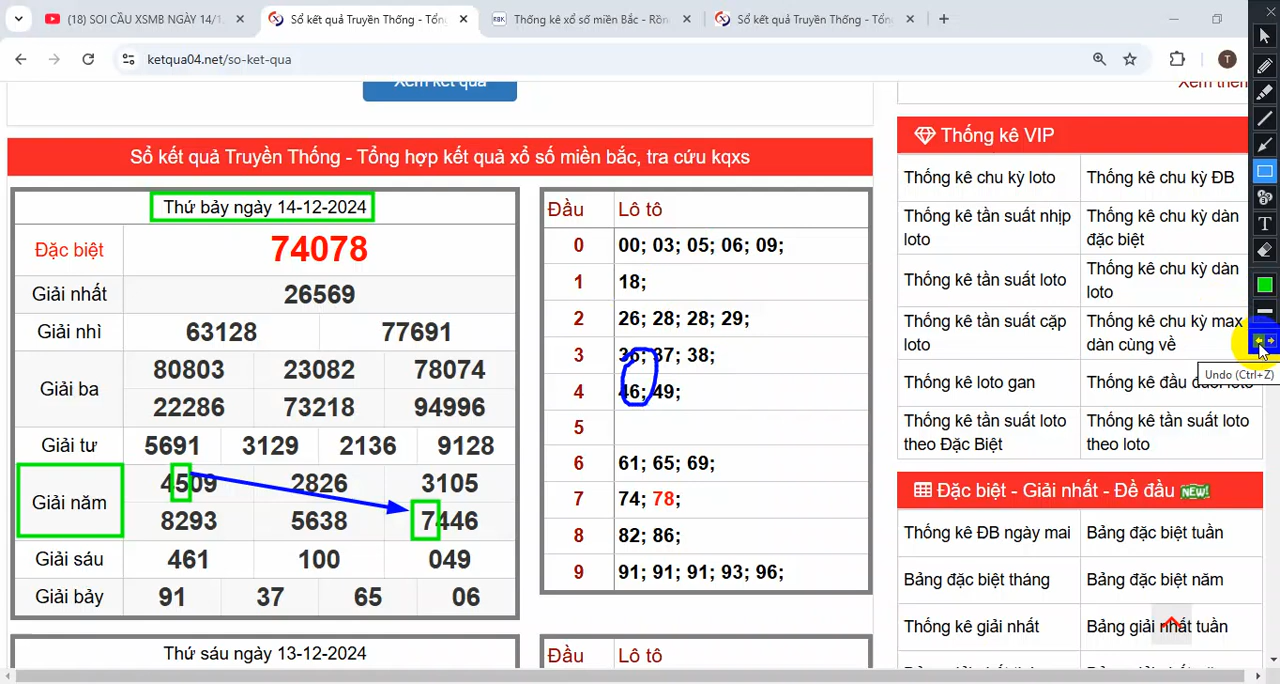 (18) SOI CẦU XSMB NGÀY 14/1
Sổ kết quả Truyền Thống - Tổng
Thống kê xổ số miền Bắc - Rồn
Sổ kết quả Truyền Thống - Tổn
ketqua04.net/so-ket-qua
T
Xem kết quả
Xem thêm
Sổ kết quả Truyền Thống - Tổng hợp kết quả xổ số miền bắc, tra cứu kqxs
Thứ bảy ngày 14-12-2024
Đặc biệt 74078
Giải nhất 26569
Giải nhì 63128 77691
Giải ba 80803 23082 78074
22286 73218 94996
Giải tư 5691 3129 2136 9128
Giải năm 4509 2826 3105
8293 5638 7446
Giải sáu 461 100 049
Giải bảy 91 37 65 06
Thứ sáu ngày 13-12-2024
Đầu Lô tô
0 00; 03; 05; 06; 09;
1 18;
2 26; 28; 28; 29;
3 36; 37; 38;
4 46; 49;
5
6 61; 65; 69;
7 74; 78;
8 82; 86;
9 91; 91; 91; 93; 96;
Đầu Lô tô
Thống kê VIP
Thống kê chu kỳ loto Thống kê chu kỳ ĐB
Thống kê tần suất nhịp loto Thống kê chu kỳ dàn đặc biệt
Thống kê tần suất loto Thống kê chu kỳ dàn loto
Thống kê tần suất cặp loto Thống kê chu kỳ max dàn cùng về
Thống kê loto gan Thống kê đầu đuôi loto
Thống kê tần suất loto theo Đặc Biệt Thống kê tần suất theo loto
Undo (Ctrl+Z)
Đặc biệt - Giải nhất - Đề đầu NEW!
Thống kê ĐB ngày mai Bảng đặc biệt tuần
Bảng đặc biệt tháng Bảng đặc biệt năm
Thống kê giải nhất Bảng giải nhất tuần